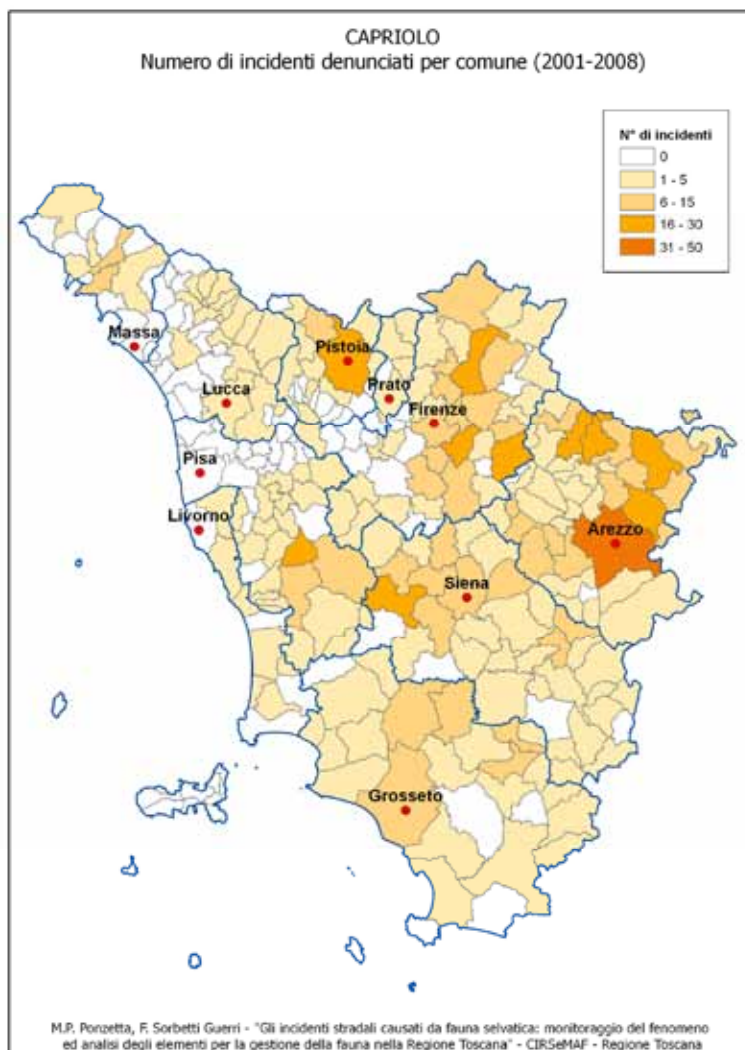 CAPRIOLO
Numero di incidenti denunciati per comune (2001-2008)
N° di incidenti
0
1 - 5
6 - 15
16 - 30
31 - 50
Massa
Pistoia
Lucca
Prato
Firenze
Pisa
Livorno
Arezzo
Siena
Grosseto
M.P. Ponzetta, F. Sorbetti Guerri - "Gli incidenti stradali causati da fauna selvatica: monitoraggio del fenomeno
ed analisi degli elementi per la gestione della fauna nella Regione Toscana" - CIRSeMAF - Regione Toscana